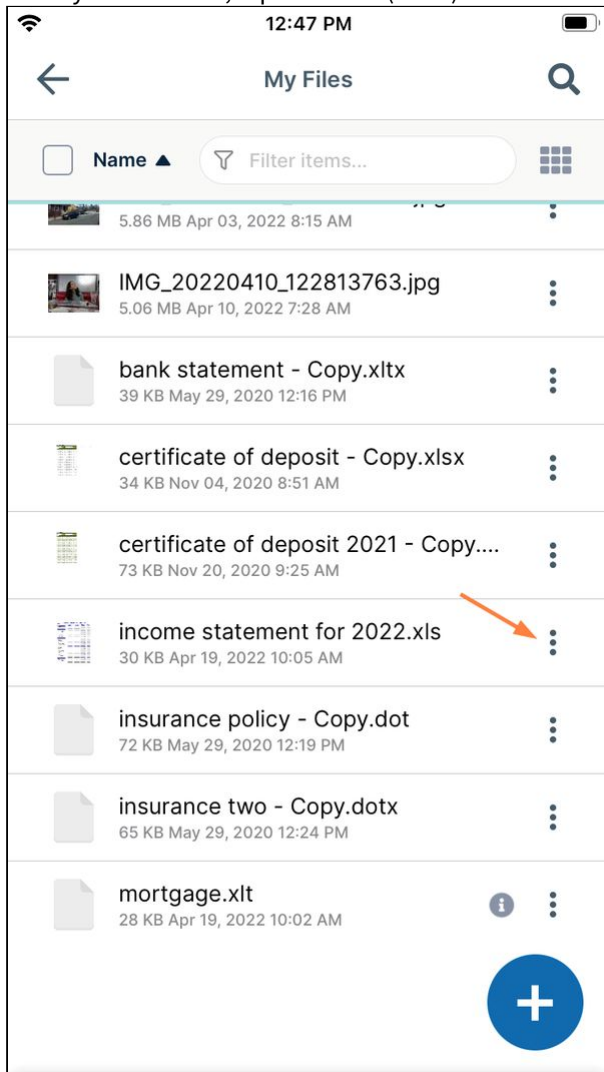 12:47 PM
My Files
Name ▲ Filter items...
5.86 MB Apr 03, 2022 8:15 AM
IMG_20220410_122813763.jpg
5.06 MB Apr 10, 2022 7:28 AM
bank statement - Copy.xltx
39 KB May 29, 2020 12:16 PM
certificate of deposit - Copy.xlsx
34 KB Nov 04, 2020 8:51 AM
certificate of deposit 2021 - Copy....
73 KB Nov 20, 2020 9:25 AM
income statement for 2022.xls
30 KB Apr 19, 2022 10:05 AM
insurance policy - Copy.dot
72 KB May 29, 2020 12:19 PM
insurance two - Copy.dotx
65 KB May 29, 2020 12:24 PM
mortgage.xlt
28 KB Apr 19, 2022 10:02 AM